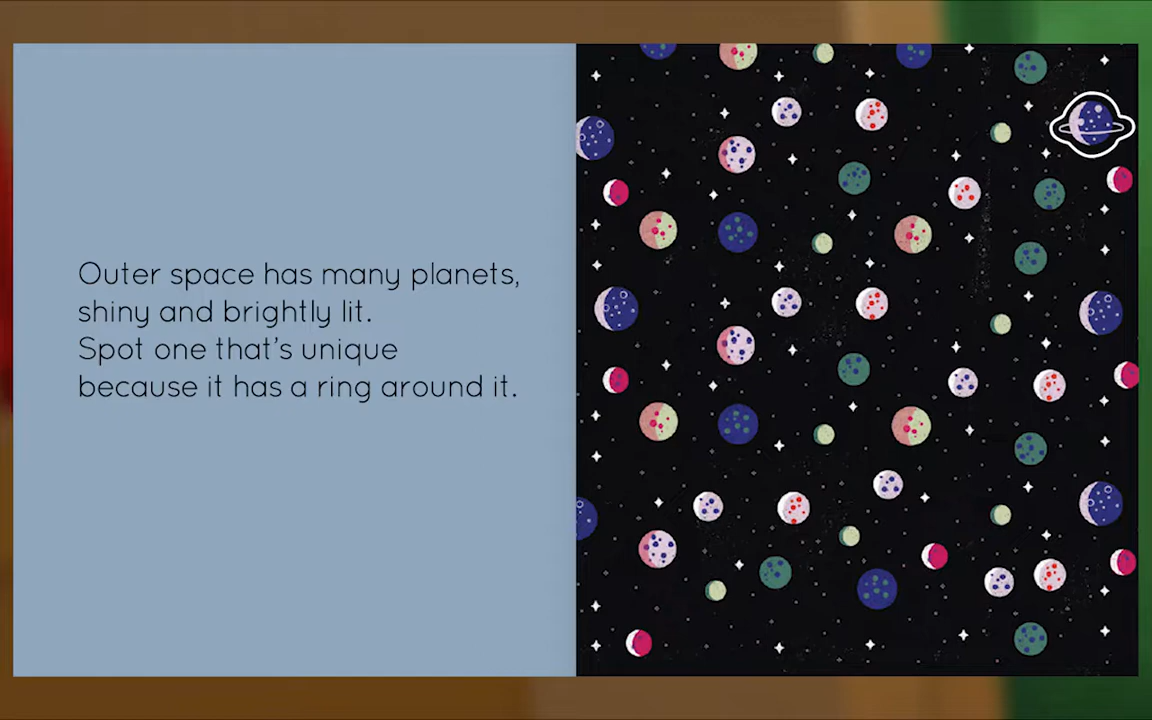 Outer space has many planets,
shiny and brightly lit.
Spot one that's unique
because it has a ring around it.